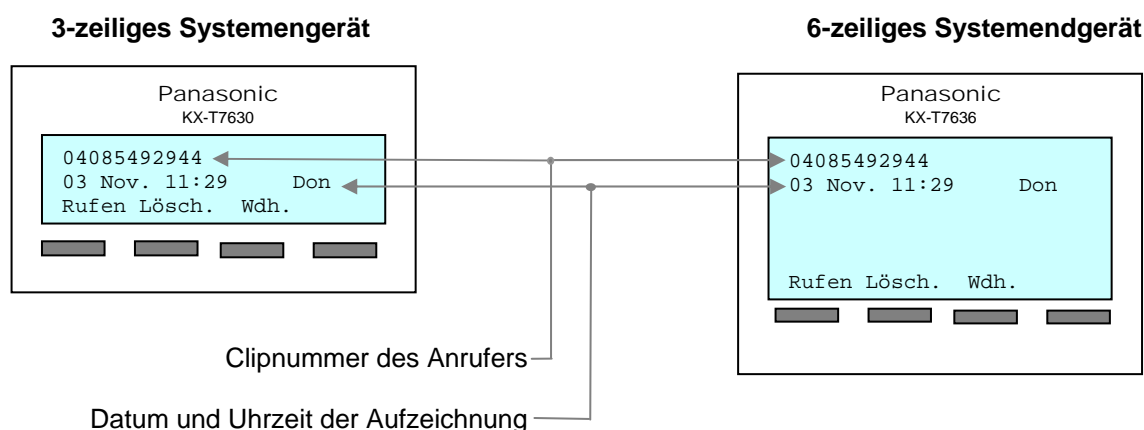 3-zeiliges Systemengerät
6-zeiliges Systemendgerät
Panasonic
KX-T7630
04085492944
03 Nov. 11:29 Don
Rufen Lösch. Wdh.
Panasonic
KX-T7636
04085492944
03 Nov. 11:29 Don
Rufen Lösch. Wdh.
Clipnummer des Anrufers
Datum und Uhrzeit der Aufzeichnung